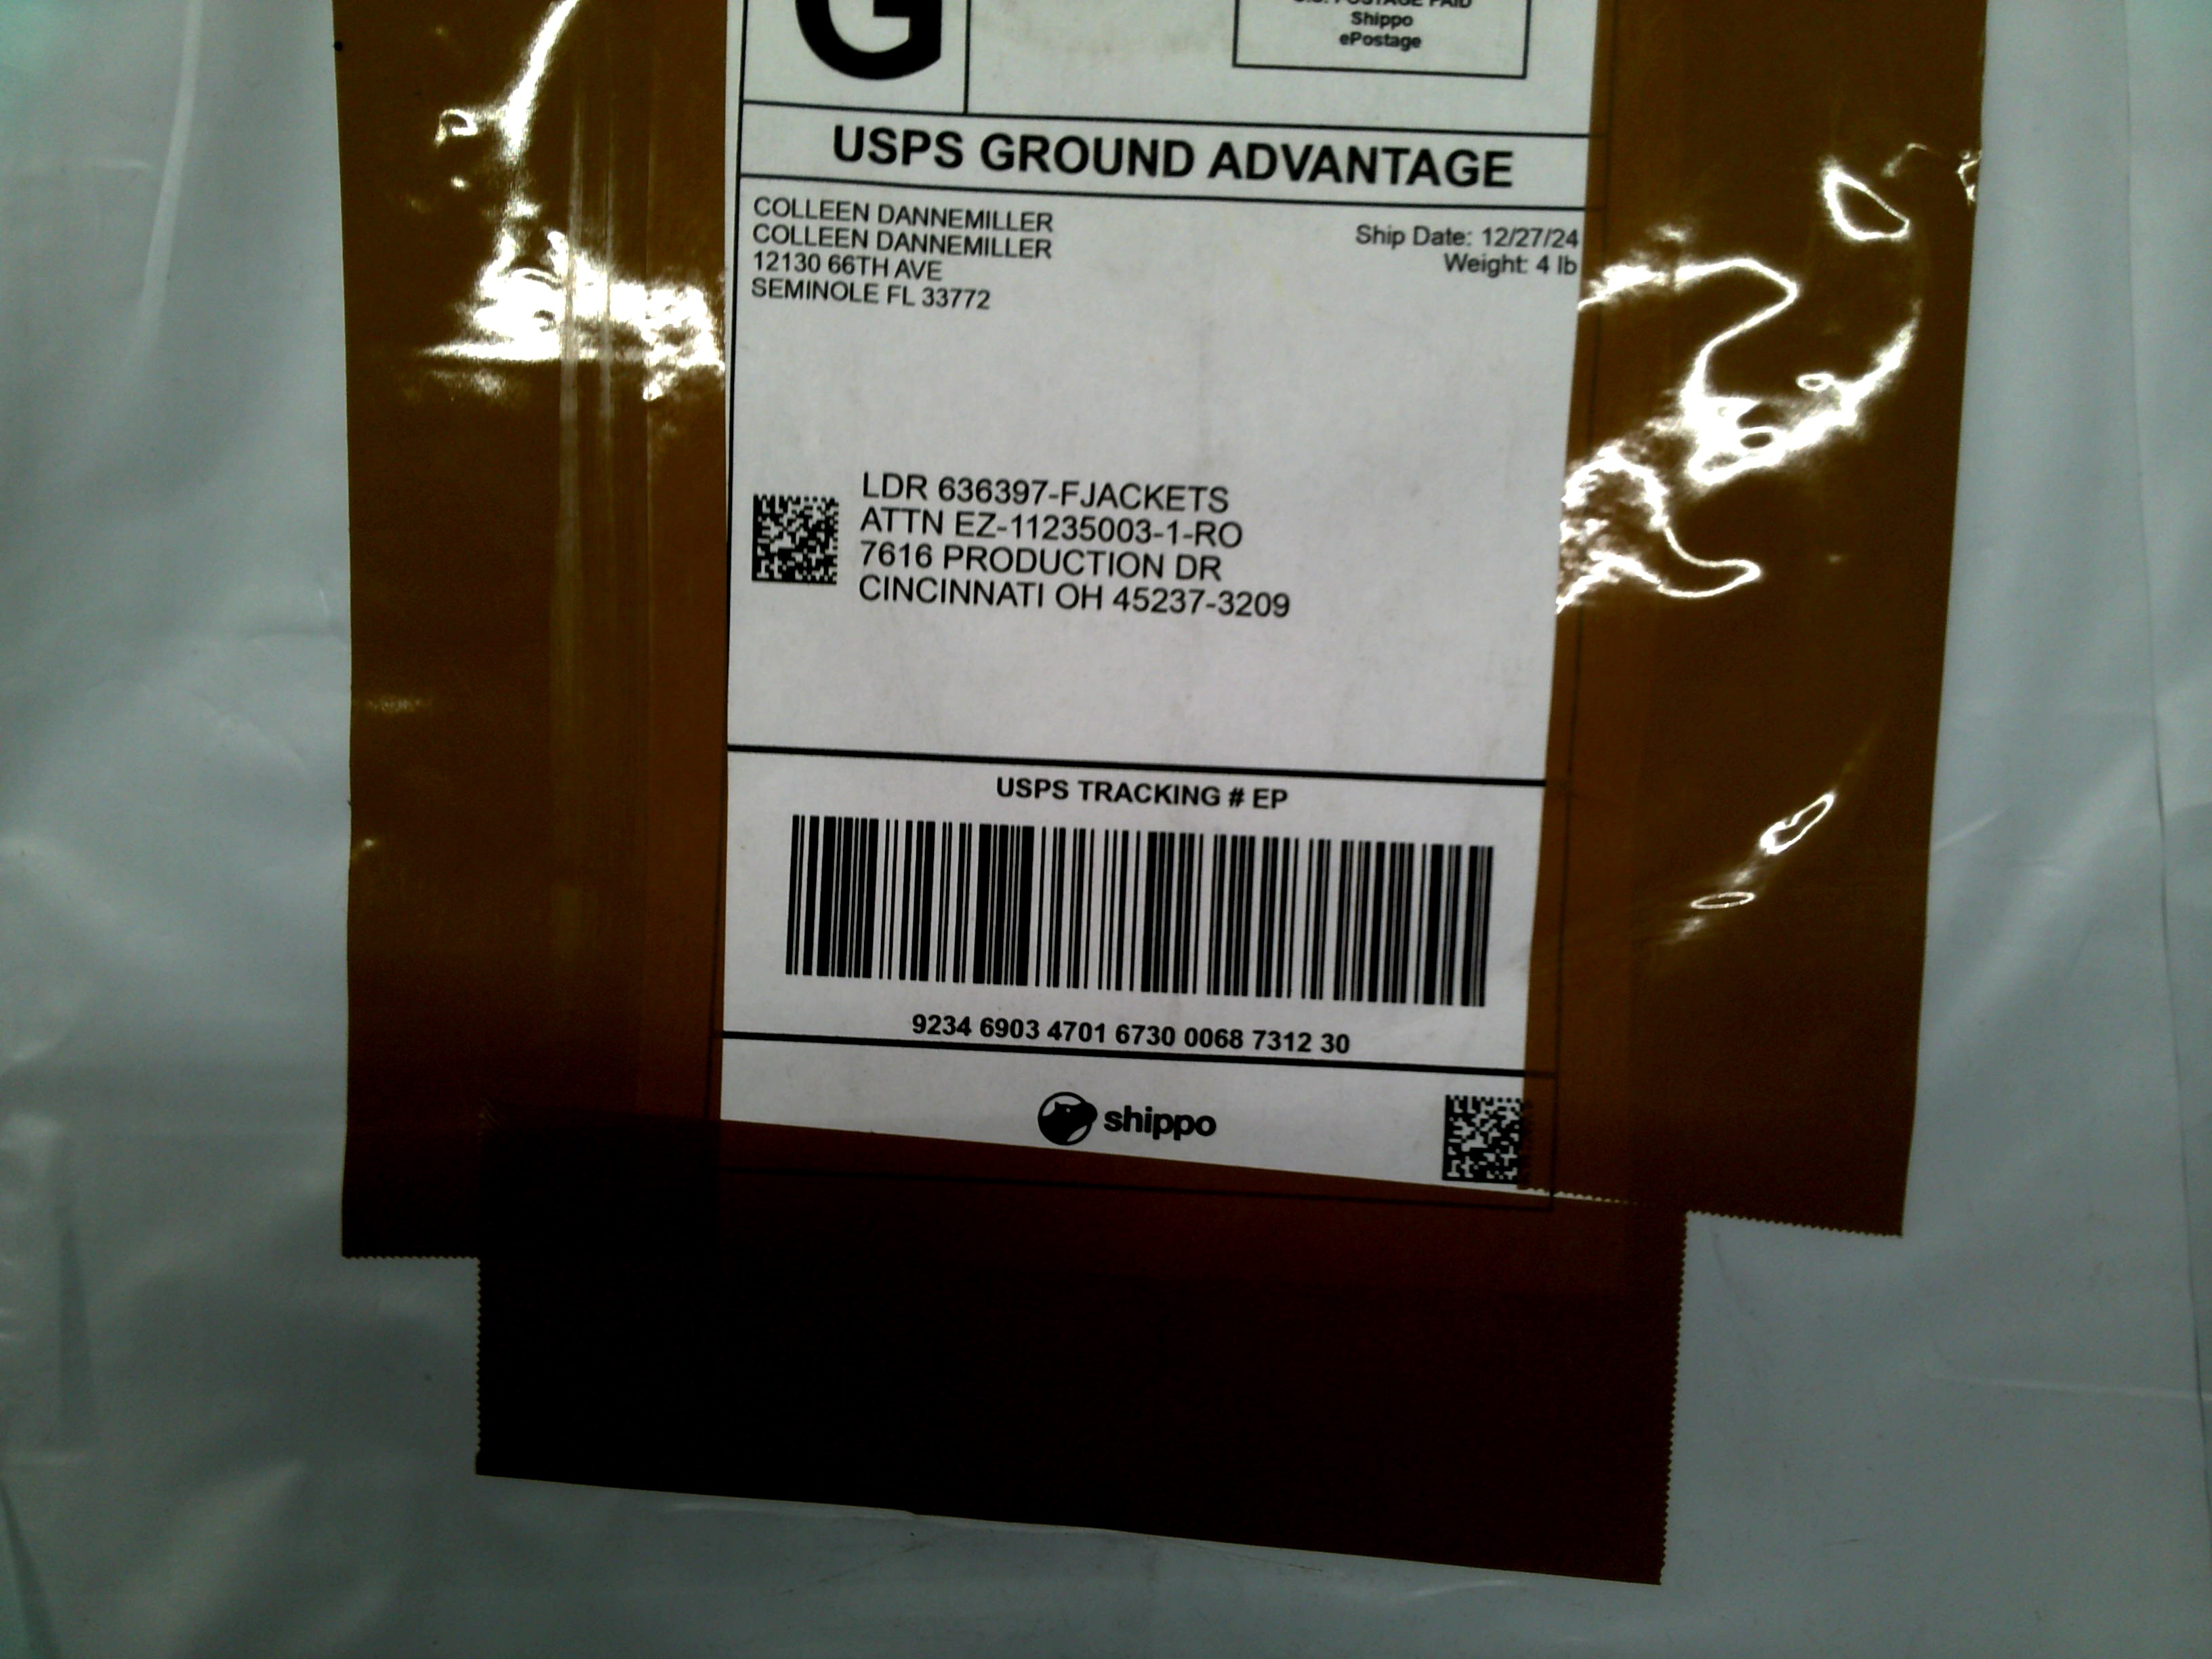 G
U.S. POSTAGE PAID
Shippo
ePostage
USPS GROUND ADVANTAGE
COLLEEN DANNEMILLER
COLLEEN DANNEMILLER
12130 66TH AVE
SEMINOLE FL 33772
Ship Date: 12/27/24
Weight: 4 lb
LDR 636397-FJACKETS
ATTN EZ-11235003-1-RO
7616 PRODUCTION DR
CINCINNATI OH 45237-3209
USPS TRACKING # EP
9234 6903 4701 6730 0068 7312 30
shippo